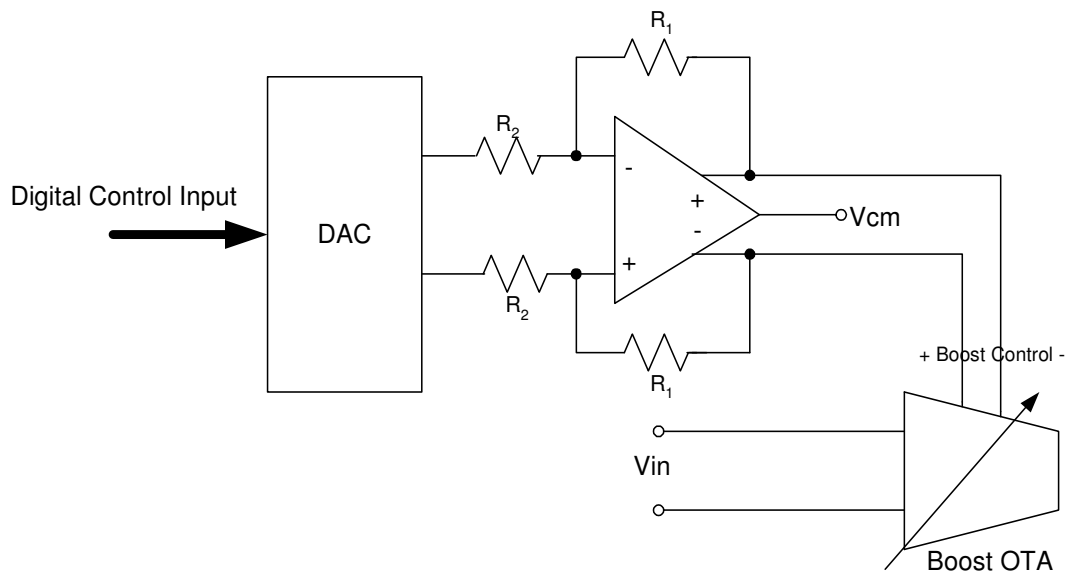 R1
R2
-
+
-
Vcm
Digital Control Input
DAC
+
R2
R1
+ Boost Control -
Vin
Boost OTA